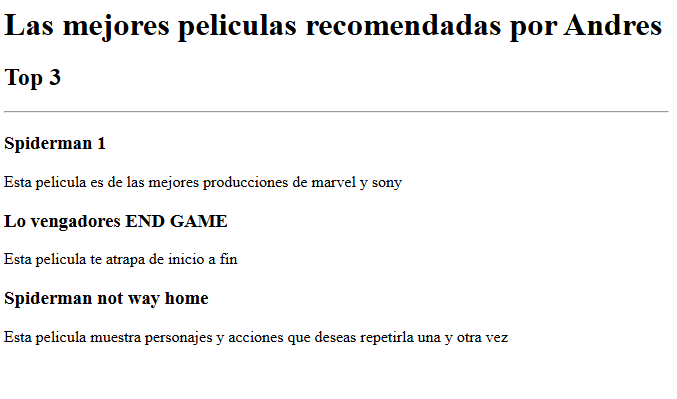 Las mejores peliculas recomendadas por Andres
Top 3
Spiderman 1
Esta pelicula es de las mejores producciones de marvel y sony
Lo vengadores END GAME
Esta pelicula te atrapa de inicio a fin
Spiderman not way home
Esta pelicula muestra personajes y acciones que deseas repetirla una y otra vez